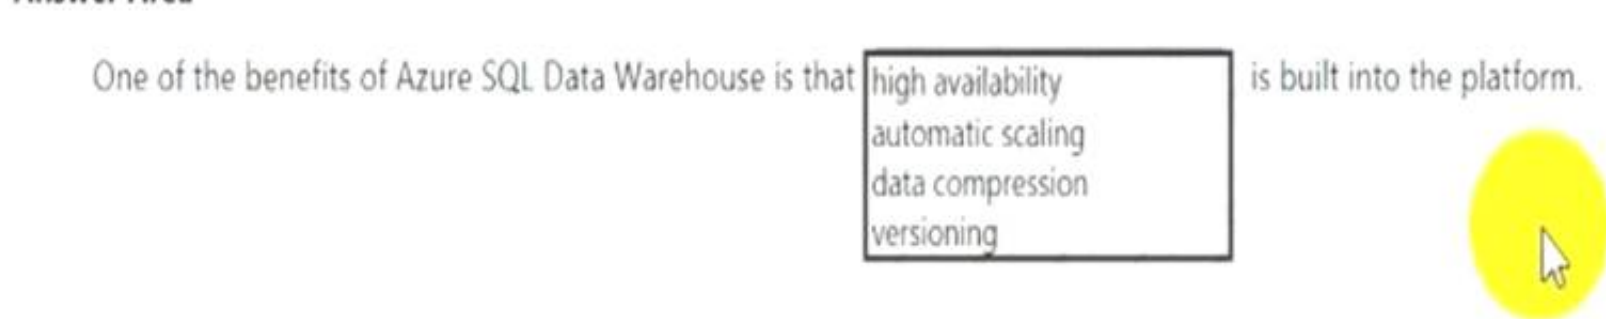 One of the benefits of Azure SQL Data Warehouse is that high availability is built into the platform.
automatic scaling
data compression
versioning